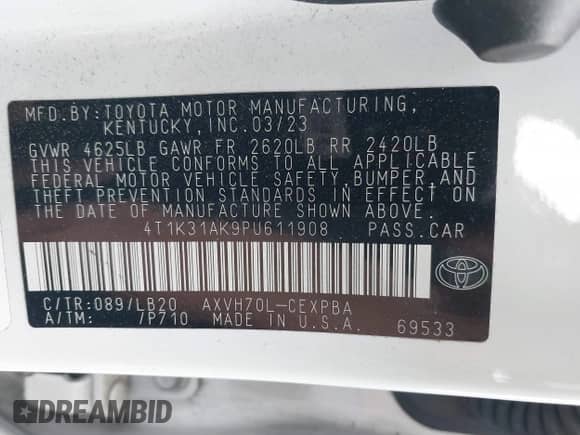 MFD.BY:TOYOTA MOTOR MANUFACTURING,
KENTUCKY,INC.03/23
GVWR 4625LB GAWR FR 2620LB RR 2420LB
THIS VEHICLE CONFORMS TO ALL APPLICABLE
FEDERAL MOTOR VEHICLE SAFETY,BUMPER,AND
THEFT PREVENTION STANDARDS IN EFFECT ON
THE DATE OF MANUFACTURE SHOWN ABOVE.
4T1K31AK9PU611908 PASS.CAR
C/TR:089/LB20 AXVH70L-CEXPBA
A/TM: /P710 MADE IN U.S.A. 69533
DREAMBID